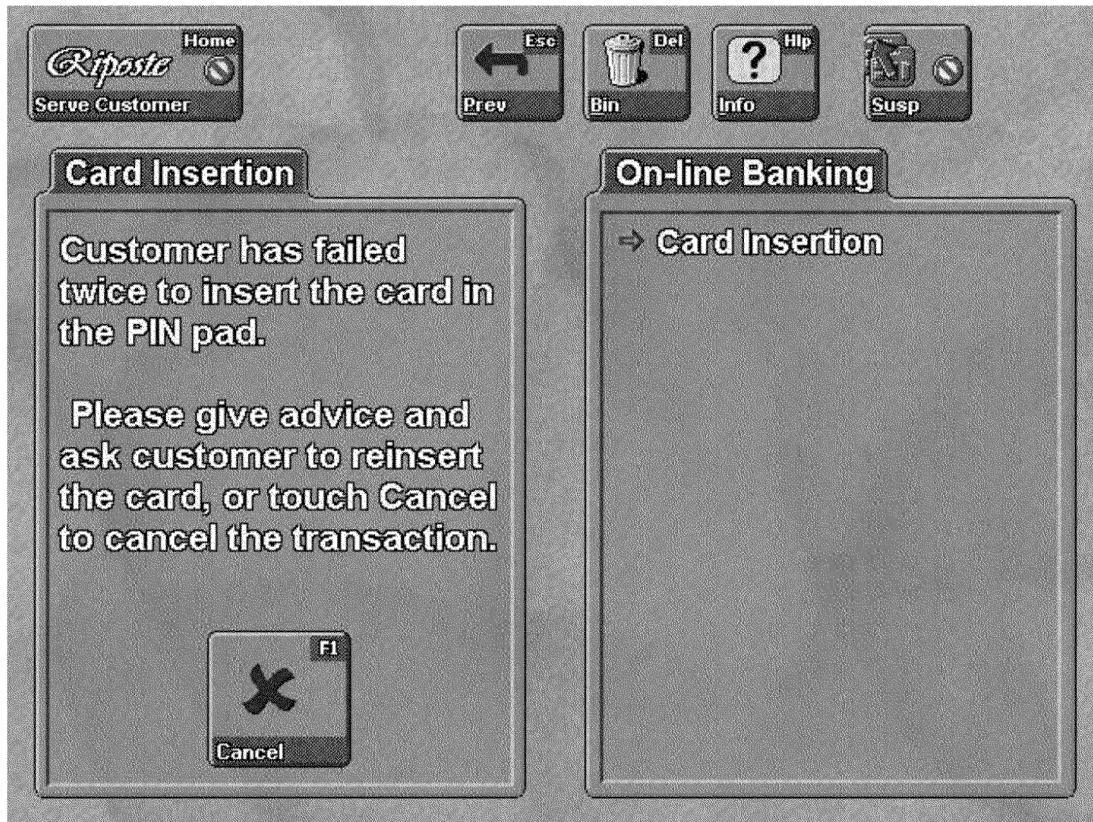 Riposte
Home
Serve Customer
Esc
Prev
Del
Bin
?
Hlp
Info
Susp
Card Insertion
Customer has failed
twice to insert the card in
the PIN pad.
Please give advice and
ask customer to reinsert
the card, or touch Cancel
to cancel the transaction.
F1
Cancel
On-line Banking
⇨ Card Insertion